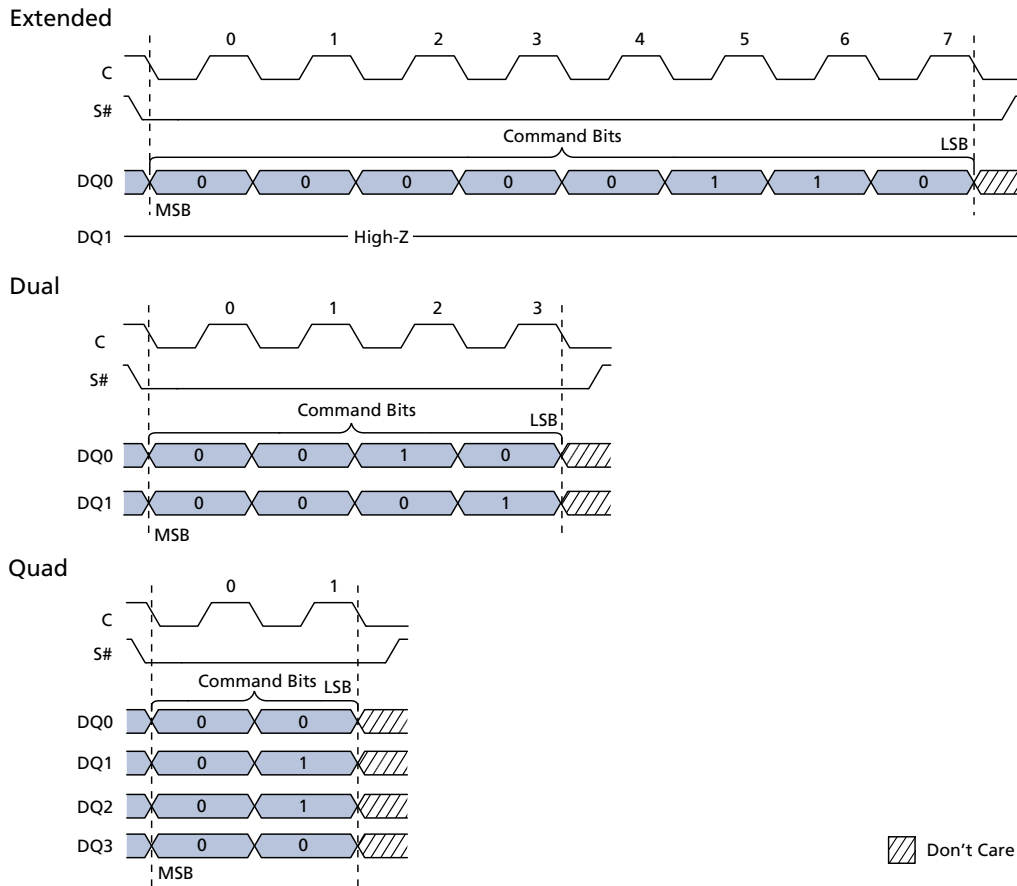 Extended
0 1 2 3 4 5 6 7
C
S#
Command Bits LSB
DQ0 0 0 0 0 0 1 1 0
MSB
DQ1 High-Z
Dual
0 1 2 3
C
S#
Command Bits LSB
DQ0 0 0 1 0
DQ1 0 0 0 1
MSB
Quad
0 1
C
S#
Command Bits LSB
DQ0 0 0
DQ1 0 1
DQ2 0 1
DQ3 0 0
MSB
Don't Care